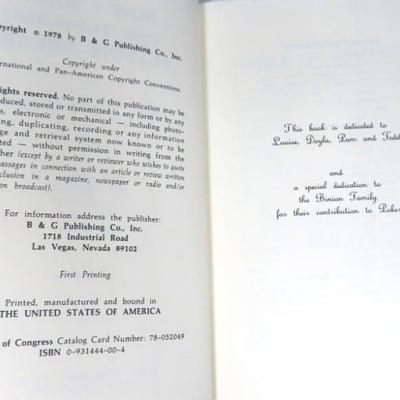 pyright © 1978 by B & G Publishing Co., Inc.
Copyright under
ernational and Pan-American Copyright Conventions
rights reserved. No part of this publication may be
oduced, stored or transmitted in any form or by any
s, electronic or mechanical — including photo-
ng, duplicating, recording or any information
ge and retrieval system now known or to be
ted — without permission in writing from the
her (except by a writer or reviewer who wishes to quote
assages in connection with an article or review written
clusion in a magazine, newspaper or radio and/or
on broadcast).
For information address the publisher:
B & G Publishing Co., Inc.
1718 Industrial Road
Las Vegas, Nevada 89102
First Printing
Printed, manufactured and bound in
THE UNITED STATES OF AMERICA
of Congress Catalog Card Number: 78-052049
ISBN 0-931444-00-4
This book is dedicated to
Louise, Doyla, Pam and Todd
and
a special dedication to
the Binion Family
for their contribution to Poker